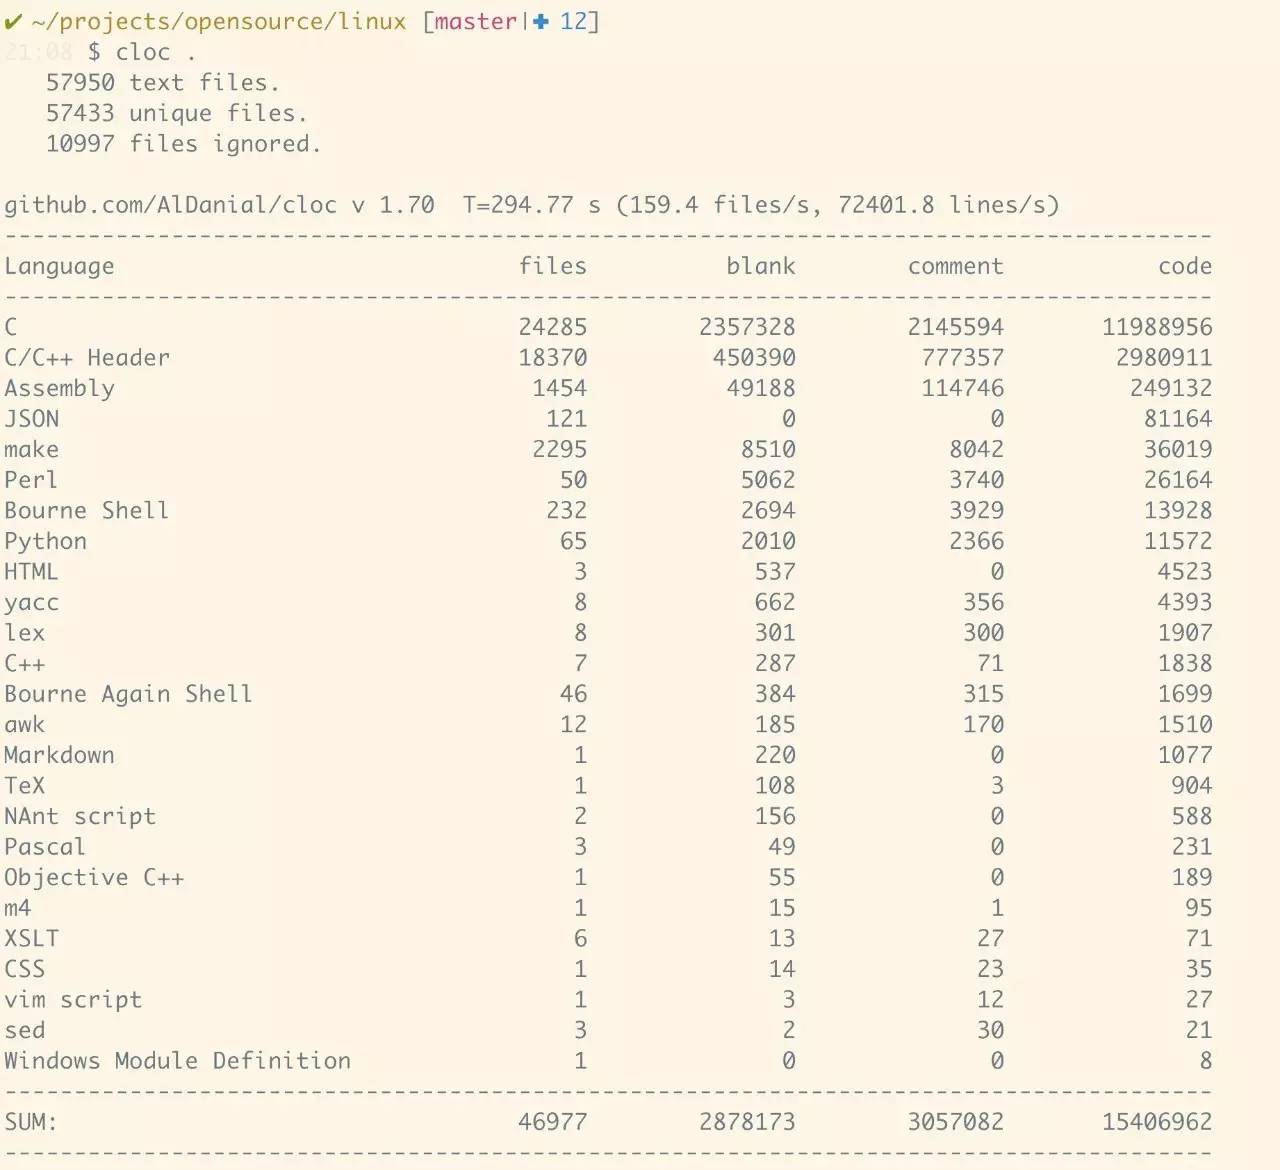 ✔ ~/projects/opensource/linux [master|✚ 12]
21:08 $ cloc .
57950 text files.
57433 unique files.
10997 files ignored.
github.com/AlDanial/cloc v 1.70 T=294.77 s (159.4 files/s, 72401.8 lines/s)
---------------------------------------------------------------------------------------
Language files blank comment code
---------------------------------------------------------------------------------------
C 24285 2357328 2145594 11988956
C/C++ Header 18370 450390 777357 2980911
Assembly 1454 49188 114746 249132
JSON 121 0 0 81164
make 2295 8510 8042 36019
Perl 50 5062 3740 26164
Bourne Shell 232 2694 3929 13928
Python 65 2010 2366 11572
HTML 3 537 0 4523
yacc 8 662 356 4393
lex 8 301 300 1907
C++ 7 287 71 1838
Bourne Again Shell 46 384 315 1699
awk 12 185 170 1510
Markdown 1 220 0 1077
TeX 1 108 3 904
NAnt script 2 156 0 588
Pascal 3 49 0 231
Objective C++ 1 55 0 189
m4 1 15 1 95
XSLT 6 13 27 71
CSS 1 14 23 35
vim script 1 3 12 27
sed 3 2 30 21
Windows Module Definition 1 0 0 8
---------------------------------------------------------------------------------------
SUM: 46977 2878173 3057082 15406962
---------------------------------------------------------------------------------------